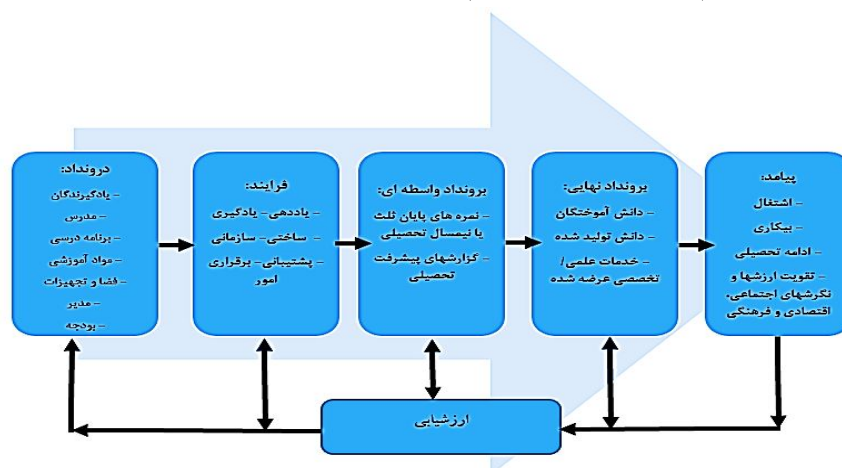 درونداد:
- یادگیرندگان
- مدرس
- برنامه درسی
- مواد آموزشی
- فضا و تجهیزات
- مدیر
- بودجه
فرایند:
- یاددهی- یادگیری
- ساختی- سازمانی
- پشتیبانی- برقراری
امور
برونداد واسطه ای:
- نمره های پایان ثلث
یا نیمسال تحصیلی
- گزارشهای پیشرفت
تحصیلی
برونداد نهایی:
- دانش آموختگان
- دانش تولید شده
- خدمات علمی/
تخصصی عرضه شده
پیامد:
- اشتغال
- بیکاری
- ادامه تحصیلی
- تقویت ارزشها و
نگرشهای اجتماعی،
اقتصادی و فرهنگی
ارزشیابی